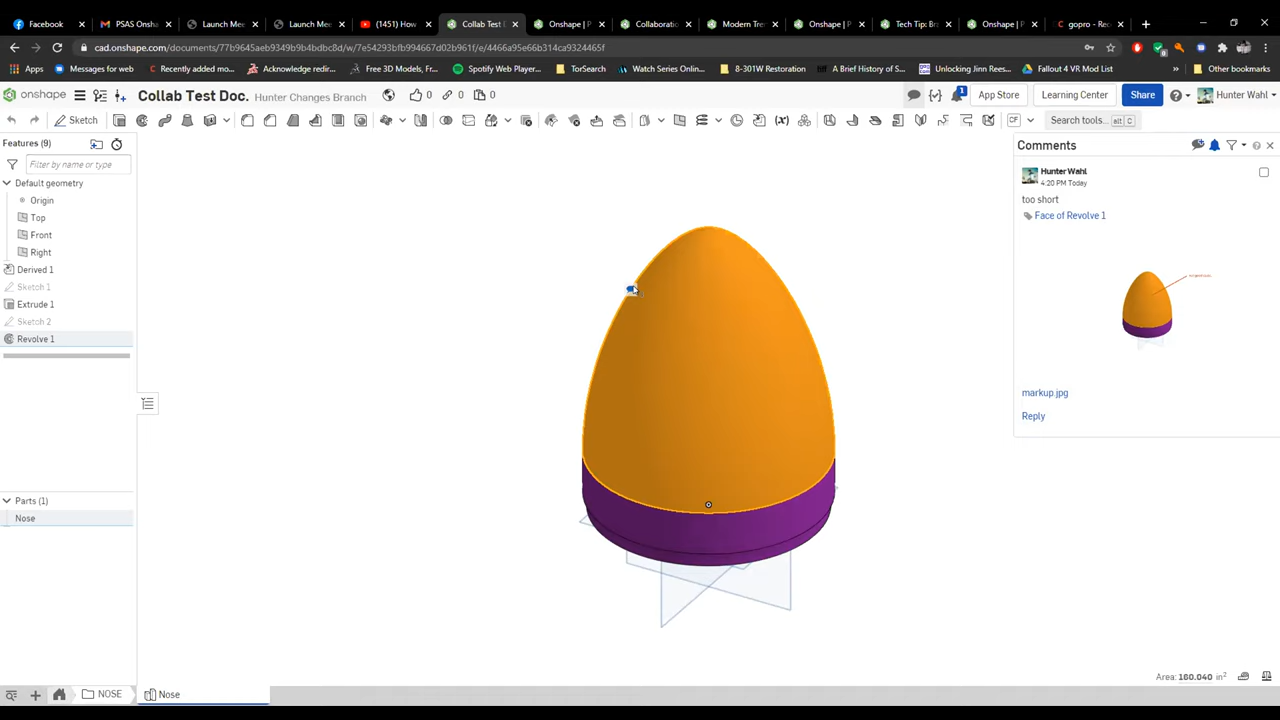 Facebook
PSAS Onsh
Launch Me
Launch Me
(1451) How
Collab Test
Onshape | P
Collaboratio
Modern Tre
Onshape | P
Tech Tip: Br
Onshape | P
gopro - Re
cad.onshape.com/documents/77b9645aeb9349b9b4bdbc8d/w/7e54293bfb994667d02b961f/e/4466a95e66b314ca9324465f
Apps
Messages for web
Recently added mo...
Acknowledge redir...
Free 3D Models, Fr...
Spotify Web Player...
TorSearch
Watch Series Onlin...
8-301W Restoration
A Brief History of S...
Unlocking Jinn Rees...
Fallout 4 VR Mod List
Other bookmarks
onshape
Collab Test Doc.
Hunter Changes Branch
0
0
0
1
App Store
Learning Center
Share
Hunter Wahl
Sketch
(x)
CF
Search tools...
alt
C
Features (9)
Comments
Filter by name or type
Default geometry
Origin
Top
Front
Right
Derived 1
Sketch 1
Extrude 1
Sketch 2
Revolve 1
Hunter Wahl
4:20 PM Today
too short
Face of Revolve 1
markup.jpg
Reply
Parts (1)
Nose
Area: 160.040 in²
NOSE
Nose